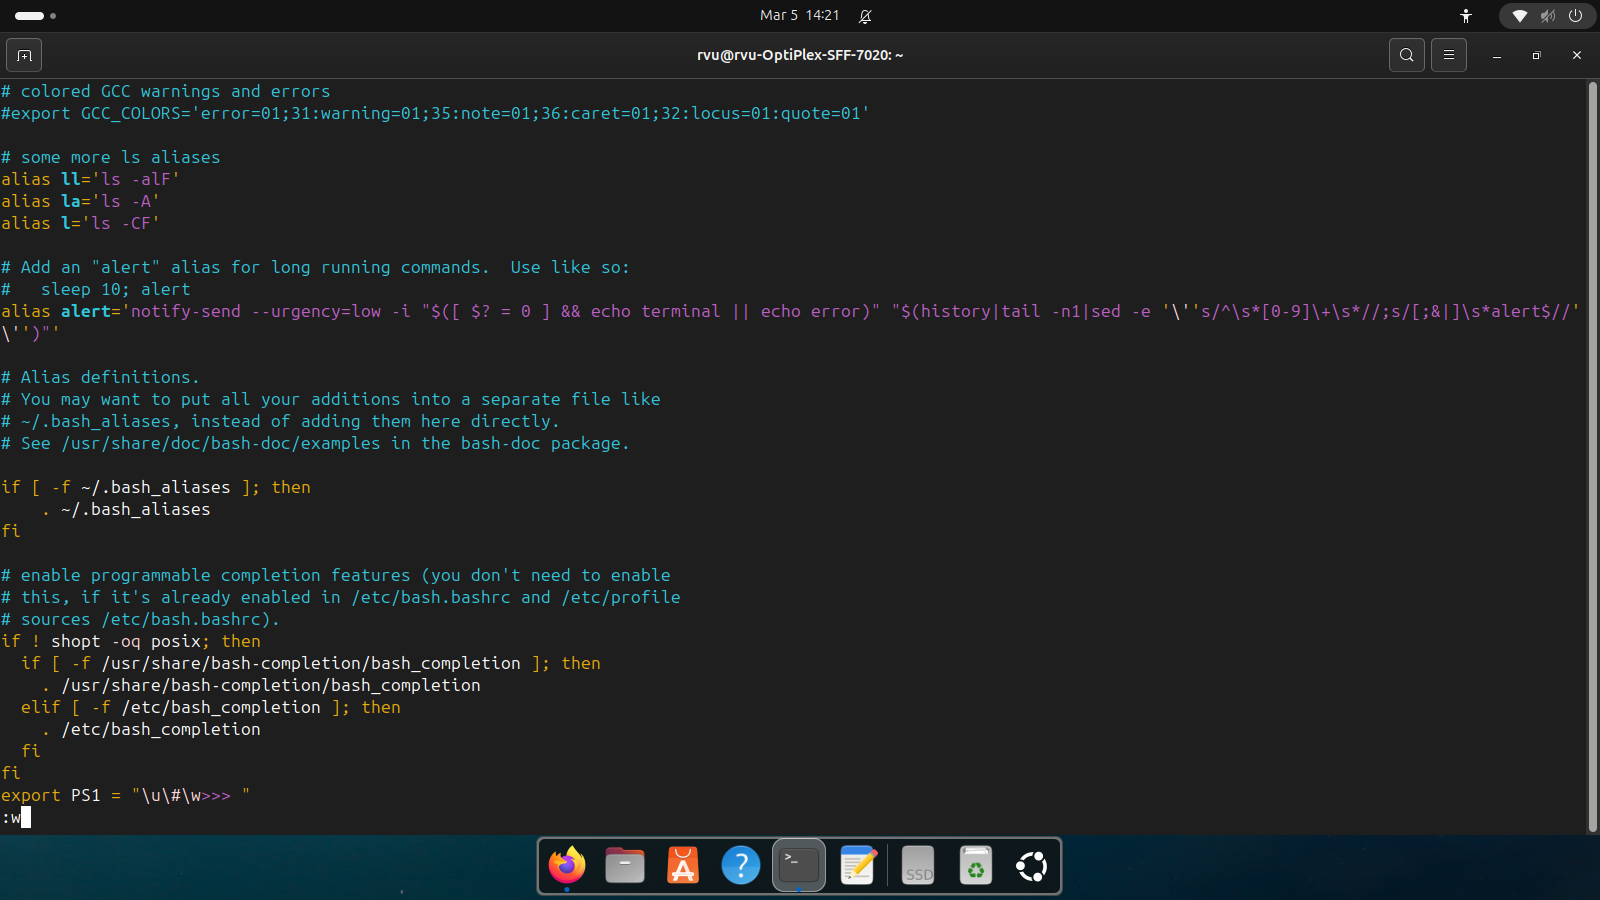 Mar 5 14:21
rvu@rvu-OptiPlex-SFF-7020: ~
# colored GCC warnings and errors
#export GCC_COLORS='error=01;31:warning=01;35:note=01;36:caret=01;32:locus=01:quote=01'
# some more ls aliases
alias ll='ls -alF'
alias la='ls -A'
alias l='ls -CF'
# Add an "alert" alias for long running commands.  Use like so:
#   sleep 10; alert
alias alert='notify-send --urgency=low -i "$([ $? = 0 ] && echo terminal || echo error)" "$(history|tail -n1|sed -e '\''s/^\s*[0-9]\+\s*//;s/[;&|]\s*alert$//'
\'')"'
# Alias definitions.
# You may want to put all your additions into a separate file like
# ~/.bash_aliases, instead of adding them here directly.
# See /usr/share/doc/bash-doc/examples in the bash-doc package.
if [ -f ~/.bash_aliases ]; then
    . ~/.bash_aliases
fi
# enable programmable completion features (you don't need to enable
# this, if it's already enabled in /etc/bash.bashrc and /etc/profile
# sources /etc/bash.bashrc).
if ! shopt -oq posix; then
  if [ -f /usr/share/bash-completion/bash_completion ]; then
    . /usr/share/bash-completion/bash_completion
  elif [ -f /etc/bash_completion ]; then
    . /etc/bash_completion
  fi
fi
export PS1 = "\u\#\w>>> "
:w
SSD